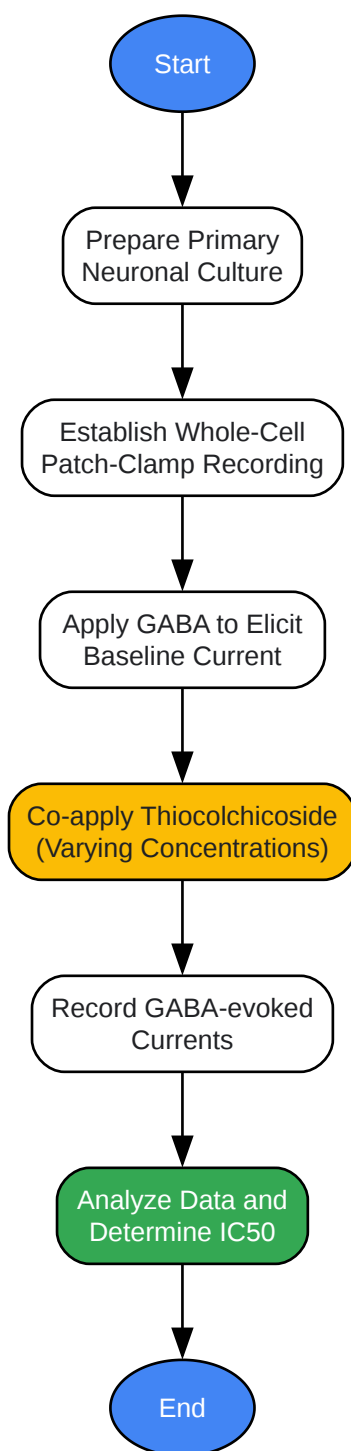 Start
Prepare Primary
Neuronal Culture
Establish Whole-Cell
Patch-Clamp Recording
Apply GABA to Elicit
Baseline Current
Co-apply Thiocolchicoside
(Varying Concentrations)
Record GABA-evoked
Currents
Analyze Data and
Determine IC50
End